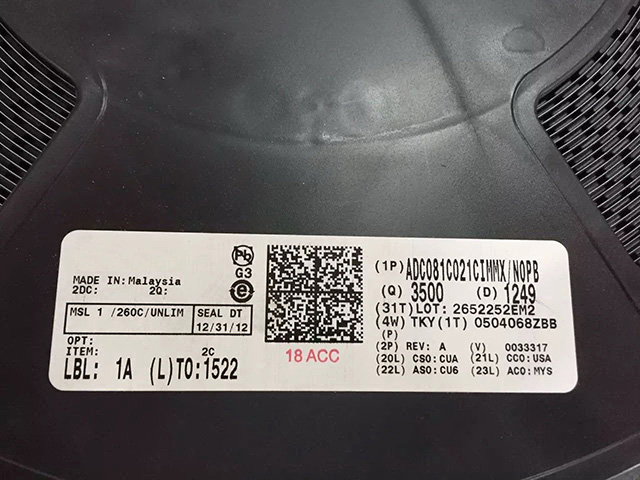 Pb
G3
e
MADE IN: Malaysia
2DC: 2Q:
MSL 1 /260C/UNLIM SEAL DT
12/31/12
OPT:
ITEM: 2C
LBL: 1A (L)TO:1522
18 ACC
(1P) ADC081C021CIMMX/NOPB
(Q) 3500 (D) 1249
(31T) LOT: 2652252EM2
(4W) TKY(1T) 0504068ZBB
(P)
(2P) REV: A (V) 0033317
(20L) CSO:CUA (21L) CCO:USA
(22L) ASO:CU6 (23L) ACO:MYS